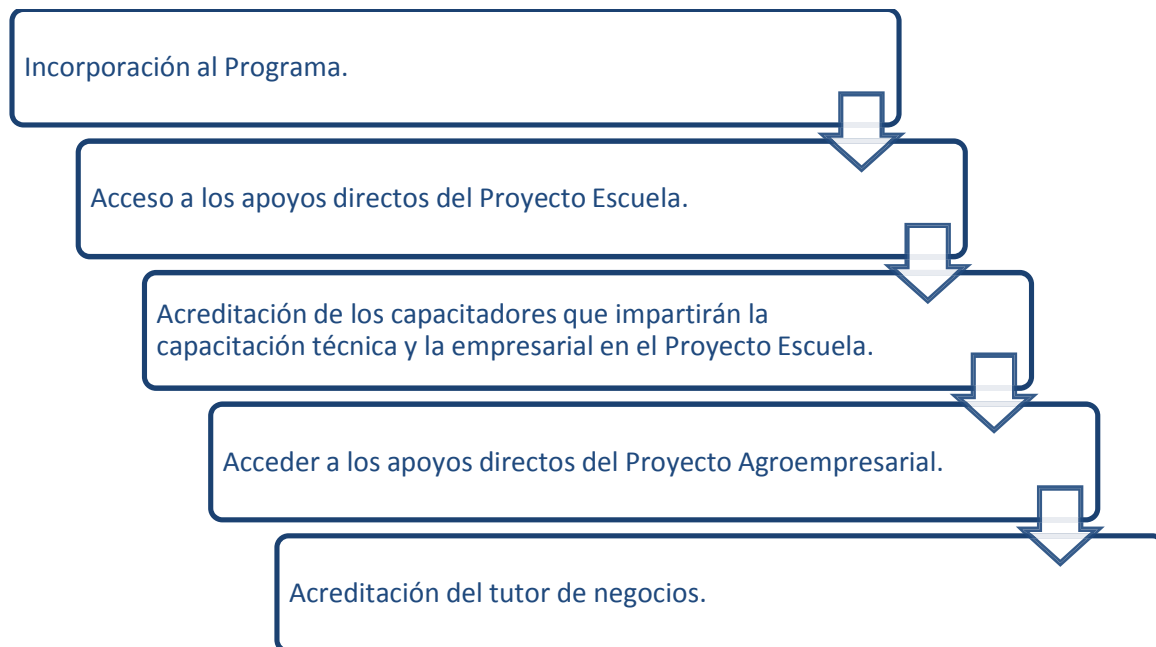 Incorporación al Programa.
Acceso a los apoyos directos del Proyecto Escuela.
Acreditación de los capacitadores que impartirán la
capacitación técnica y la empresarial en el Proyecto Escuela.
Acceder a los apoyos directos del Proyecto Agroempresarial.
Acreditación del tutor de negocios.